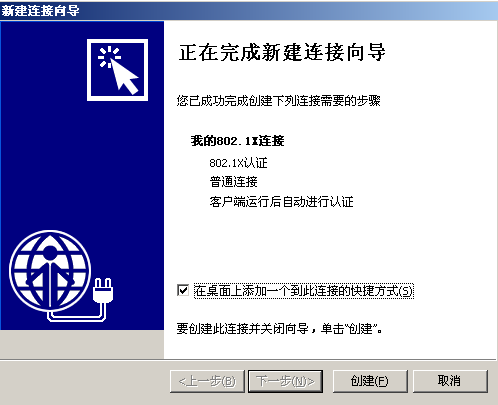 新建连接向导
正在完成新建连接向导
您已成功完成创建下列连接需要的步骤
我的802.1X连接
802.1X认证
普通连接
客户端运行后自动进行认证
在桌面上添加一个到此连接的快捷方式(S)
要创建此连接并关闭向导，单击“创建”。
<上一步(B) 下一步(N)> 创建(F) 取消